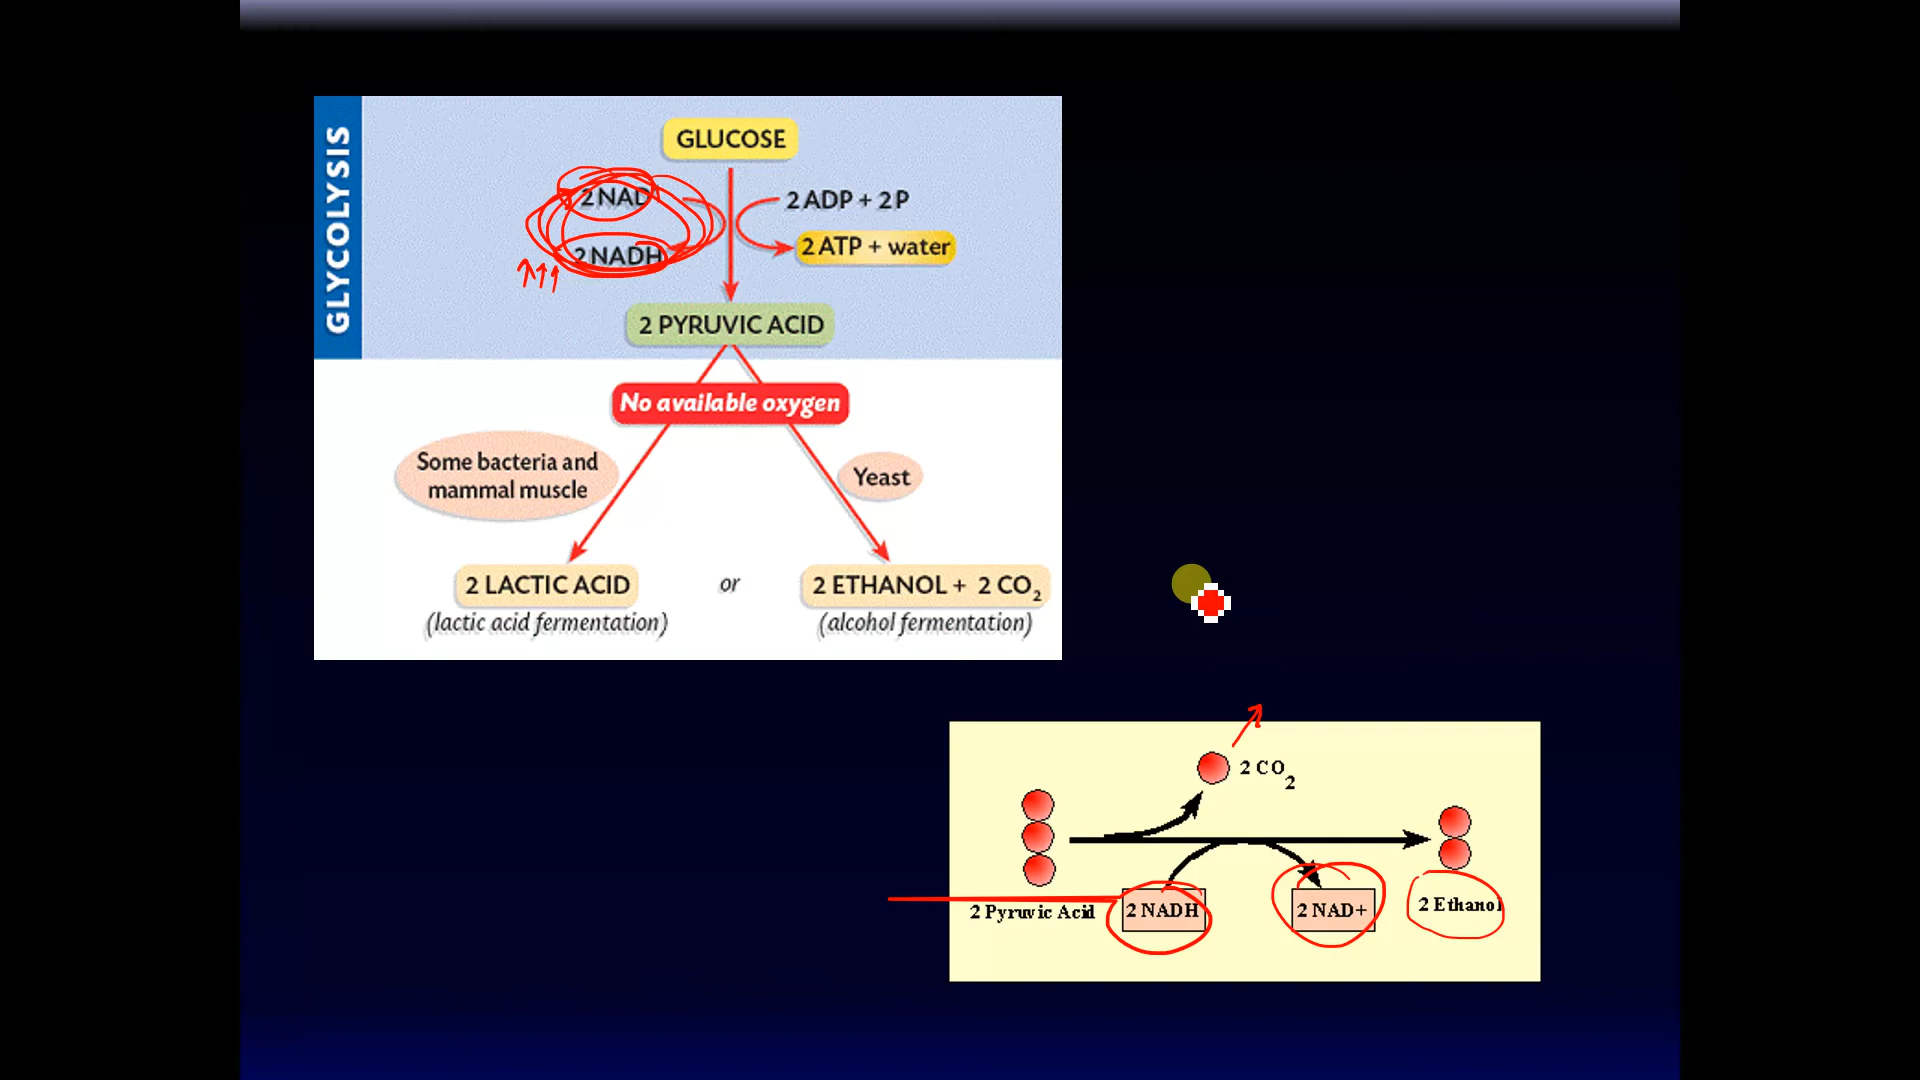 GLYCOLYSIS
GLUCOSE
2 NAD
2 ADP + 2 P
2 NADH
2 ATP + water
2 PYRUVIC ACID
No available oxygen
Some bacteria and
mammal muscle
Yeast
2 LACTIC ACID
or
2 ETHANOL + 2 CO2
(lactic acid fermentation)
(alcohol fermentation)
2 CO2
2 Pyruvic Acid
2 NADH
2 NAD+
2 Ethanol